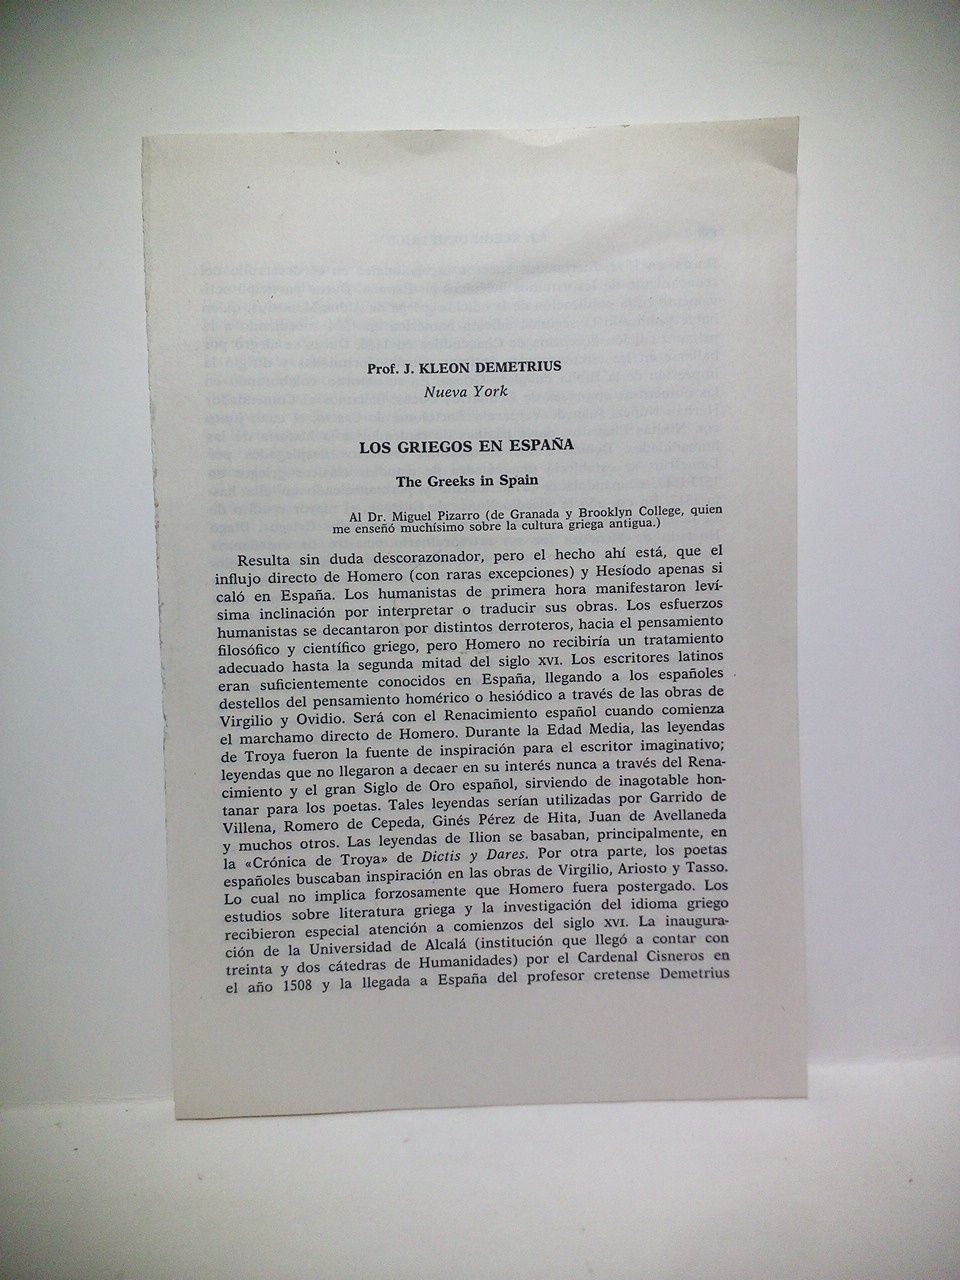 Prof. J. KLEON DEMETRIUS
Nueva York
LOS GRIEGOS EN ESPAÑA
The Greeks in Spain
Al Dr. Miguel Pizarro (de Granada y Brooklyn College, quien
me enseñó muchísimo sobre la cultura griega antigua.)
Resulta sin duda descorazonador, pero el hecho ahí está, que el
influjo directo de Homero (con raras excepciones) y Hesíodo apenas si
caló en España. Los humanistas de primera hora manifestaron leví-
sima inclinación por interpretar o traducir sus obras. Los esfuerzos
humanistas se decantaron por distintos derroteros, hacia el pensamiento
filosófico y científico griego, pero Homero no recibiría un tratamiento
adecuado hasta la segunda mitad del siglo XVI. Los escritores latinos
eran suficientemente conocidos en España, llegando a los españoles
destellos del pensamiento homérico o hesiódico a través de las obras de
Virgilio y Ovidio. Será con el Renacimiento español cuando comienza
el marchamo directo de Homero. Durante la Edad Media, las leyendas
de Troya fueron la fuente de inspiración para el escritor imaginativo;
leyendas que no llegaron a decaer en su interés nunca a través del Rena-
cimiento y el gran Siglo de Oro español, sirviendo de inagotable hon-
tanar para los poetas. Tales leyendas serían utilizadas por Garrido de
Villena, Romero de Cepeda, Ginés Pérez de Hita, Juan de Avellaneda
y muchos otros. Las leyendas de Ilion se basaban, principalmente, en
la «Crónica de Troya» de Dictis y Dares. Por otra parte, los poetas
españoles buscaban inspiración en las obras de Virgilio, Ariosto y Tasso.
Lo cual no implica forzosamente que Homero fuera postergado. Los
estudios sobre literatura griega y la investigación del idioma griego
recibieron especial atención a comienzos del siglo XVI. La inaugura-
ción de la Universidad de Alcalá (institución que llegó a contar con
treinta y dos cátedras de Humanidades) por el Cardenal Cisneros en
el año 1508 y la llegada a España del profesor cretense Demetrius